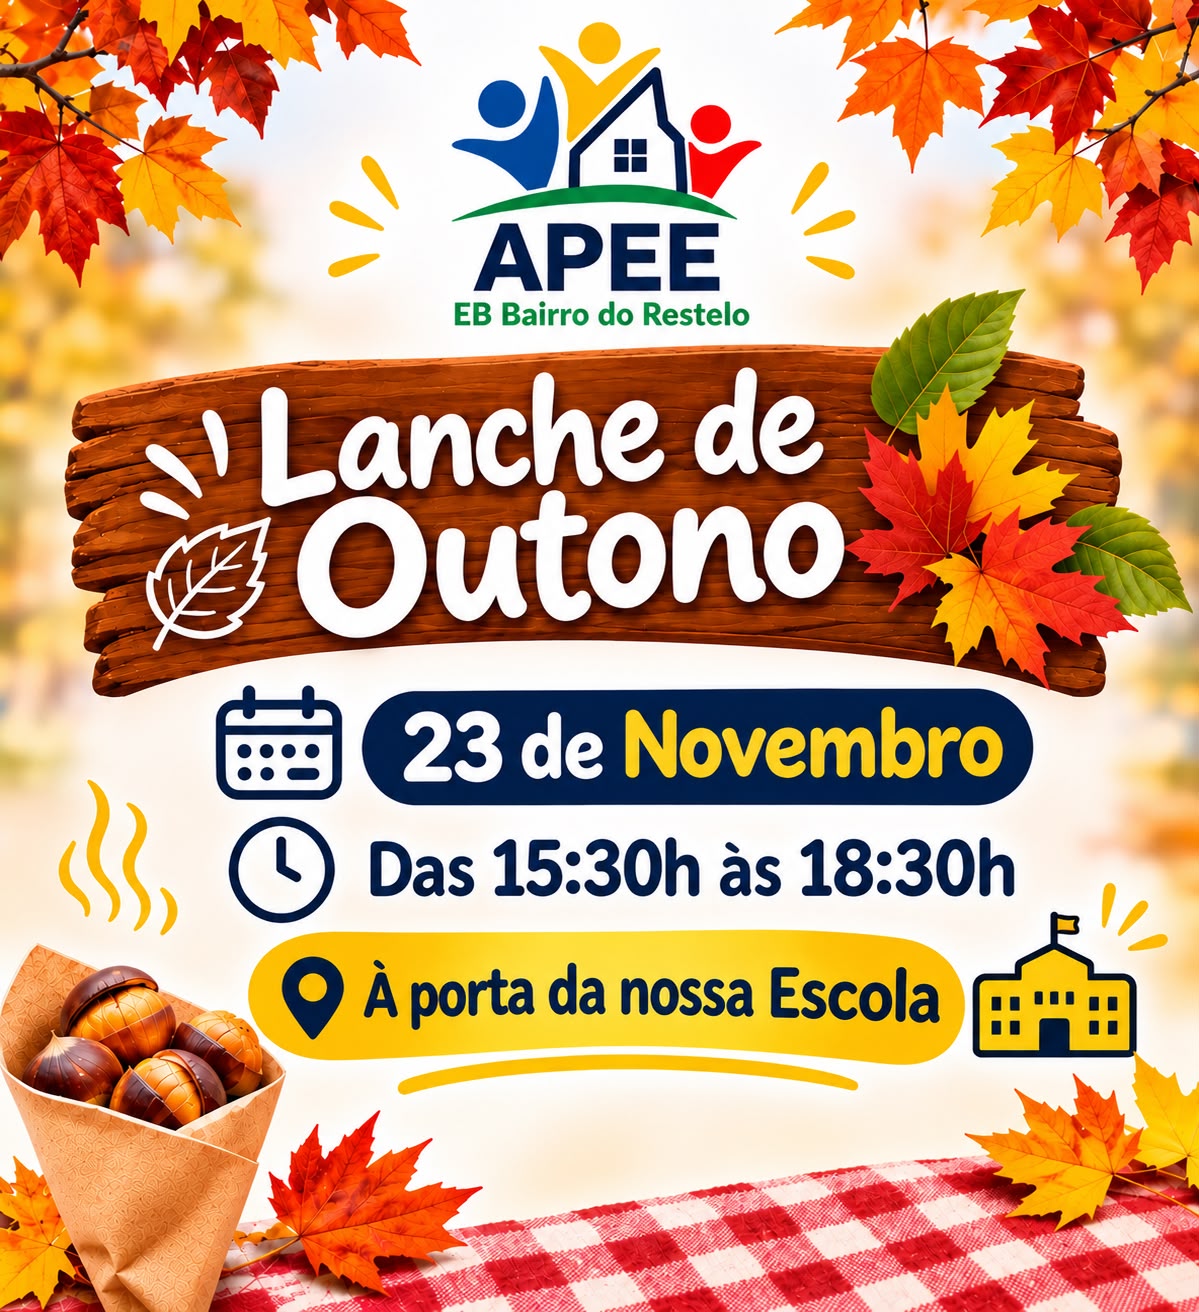 APEE
EB Bairro do Restelo
Lanche de
Outono
23 de Novembro
Das 15:30h às 18:30h
À porta da nossa Escola